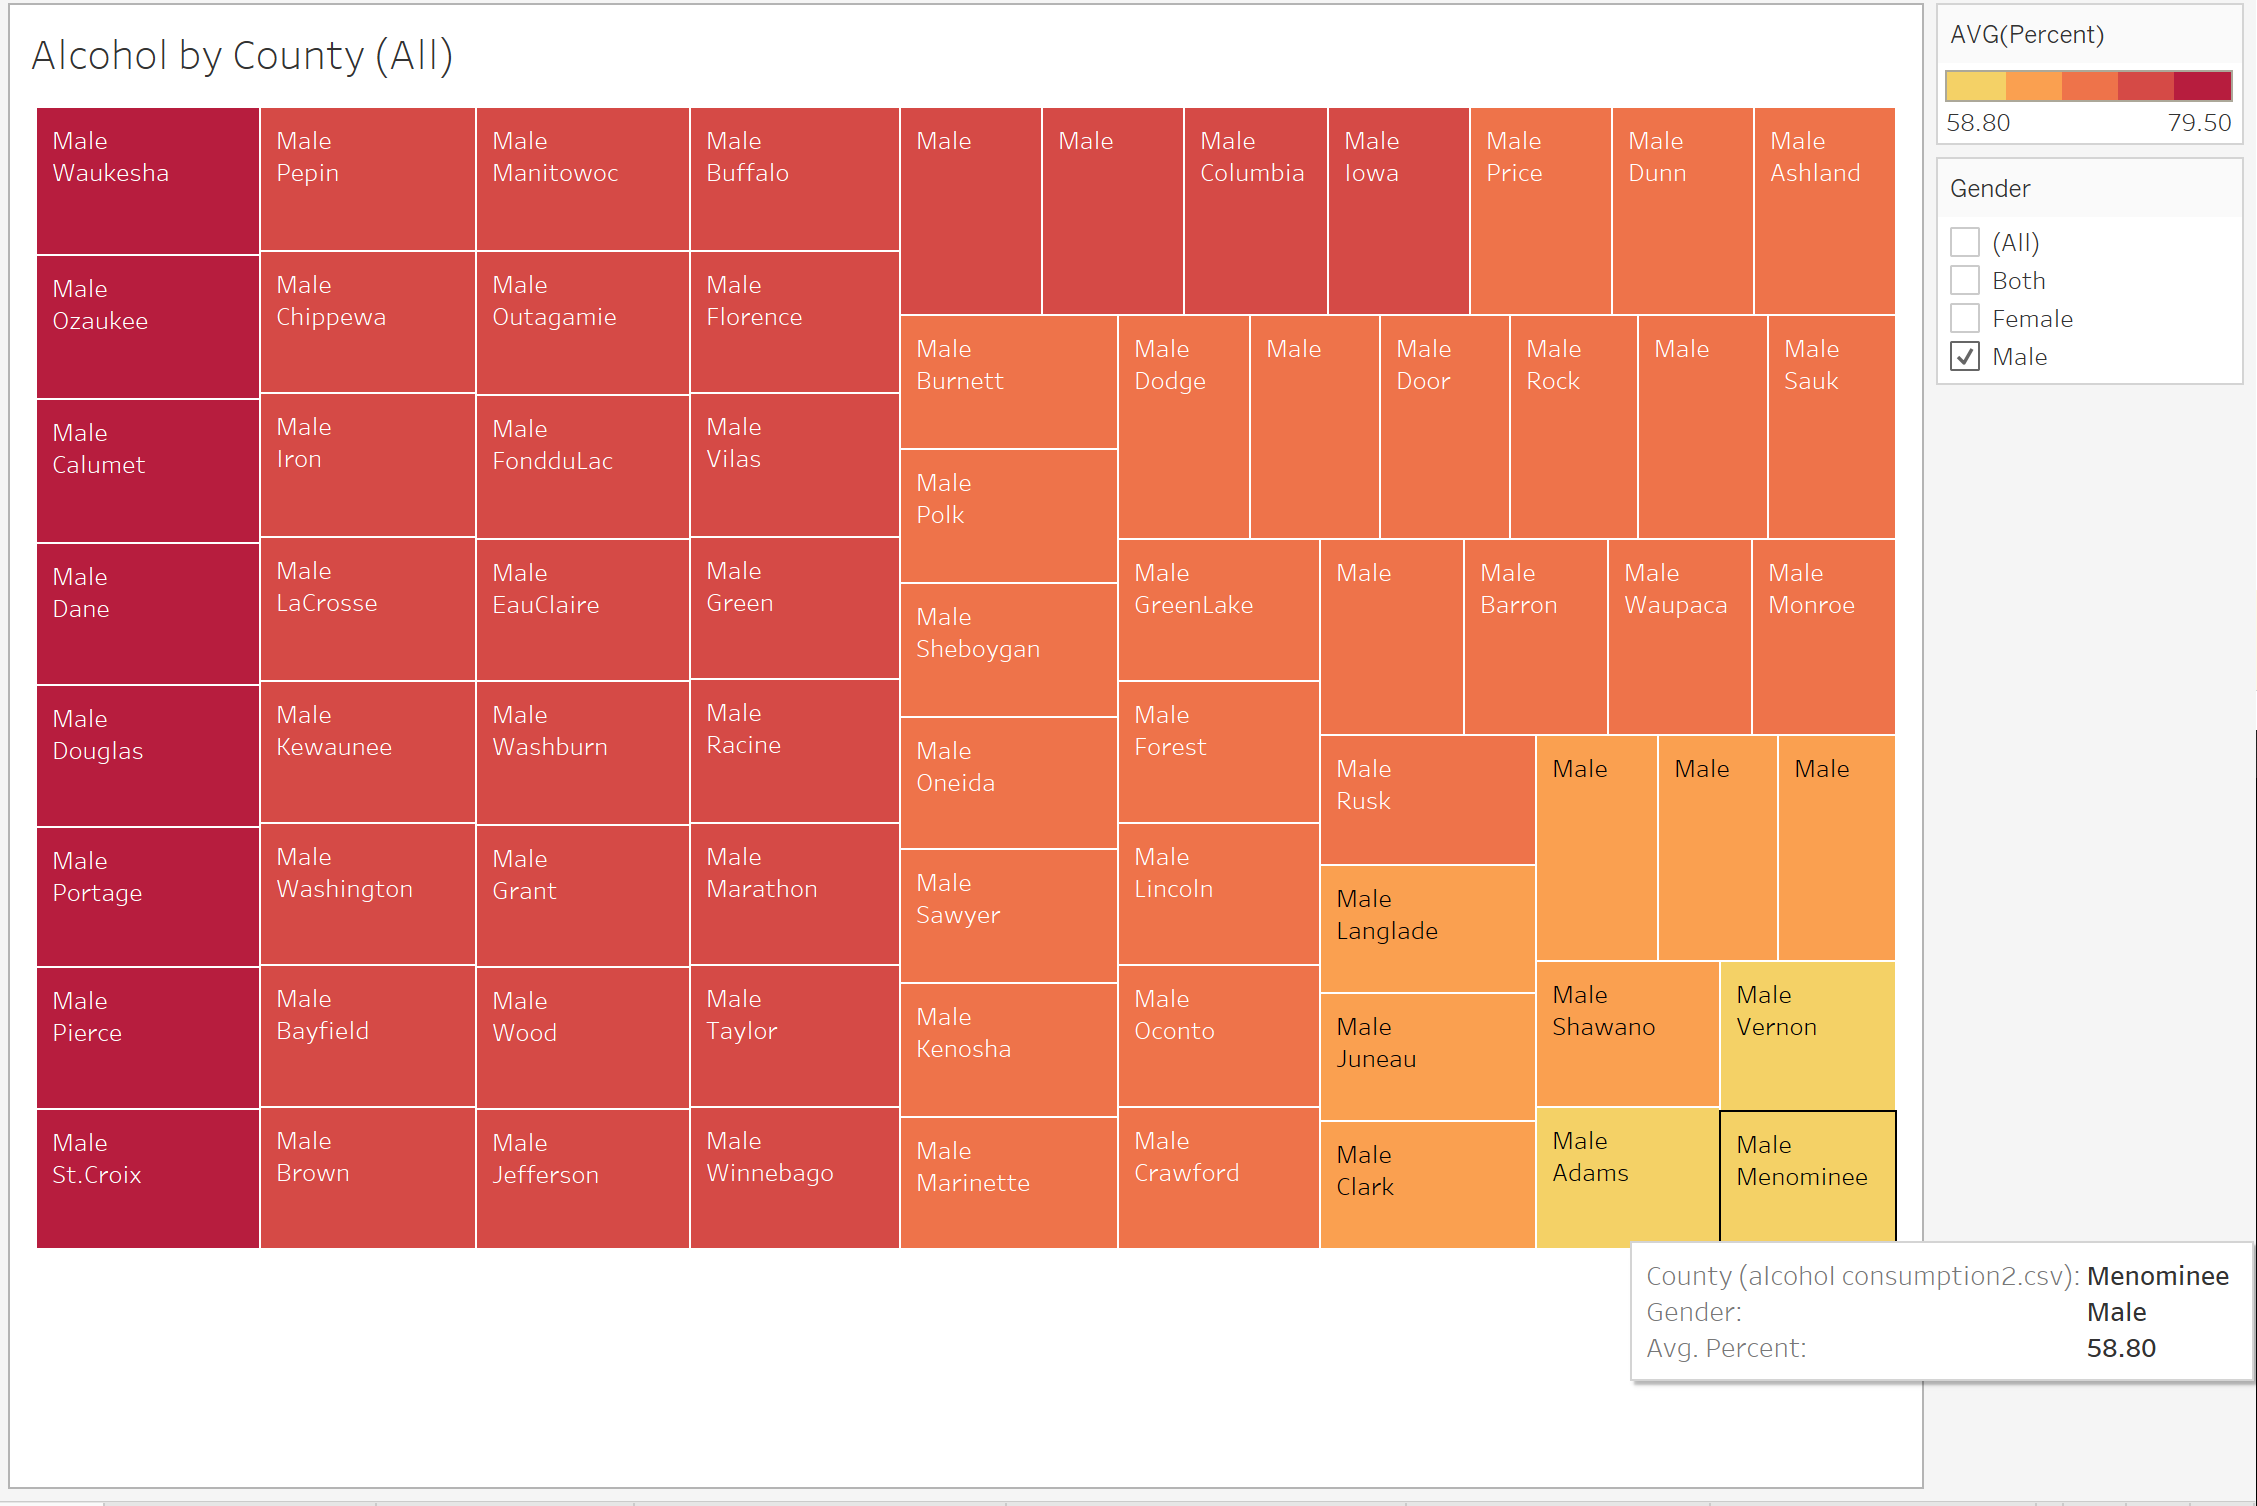 Alcohol by County (All)
Male
Waukesha
Male
Ozaukee
Male
Calumet
Male
Dane
Male
Douglas
Male
Portage
Male
Pierce
Male
St.Croix
Male
Pepin
Male
Chippewa
Male
Iron
Male
LaCrosse
Male
Kewaunee
Male
Washington
Male
Bayfield
Male
Brown
Male
Manitowoc
Male
Outagamie
Male
FondduLac
Male
EauClaire
Male
Washburn
Male
Grant
Male
Wood
Male
Jefferson
Male
Buffalo
Male
Florence
Male
Vilas
Male
Green
Male
Racine
Male
Marathon
Male
Taylor
Male
Winnebago
Male
Male
Male
Columbia
Male
Iowa
Male
Price
Male
Dunn
Male
Ashland
Male
Burnett
Male
Polk
Male
Sheboygan
Male
Oneida
Male
Sawyer
Male
Kenosha
Male
Marinette
Male
Dodge
Male
Male
Door
Male
Rock
Male
Male
Sauk
Male
GreenLake
Male
Forest
Male
Lincoln
Male
Oconto
Male
Crawford
Male
Male
Barron
Male
Waupaca
Male
Monroe
Male
Rusk
Male
Langlade
Male
Juneau
Male
Clark
Male
Male
Male
Male
Shawano
Male
Vernon
Male
Adams
Male
Menominee
County (alcohol consumption2.csv): Menominee
Gender: Male
Avg. Percent: 58.80
AVG(Percent)
58.80 79.50
Gender
(All)
Both
Female
Male